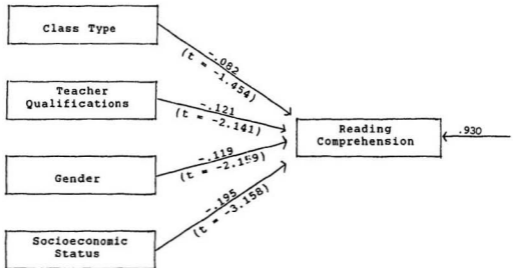 Class Type
-.082
(t = -1.454)
Teacher
Qualifications
-.121
(t = -2.141)
Reading
Comprehension
.930
-.119
(t = -2.159)
Gender
-.195
(t = -3.158)
Socioeconomic
Status